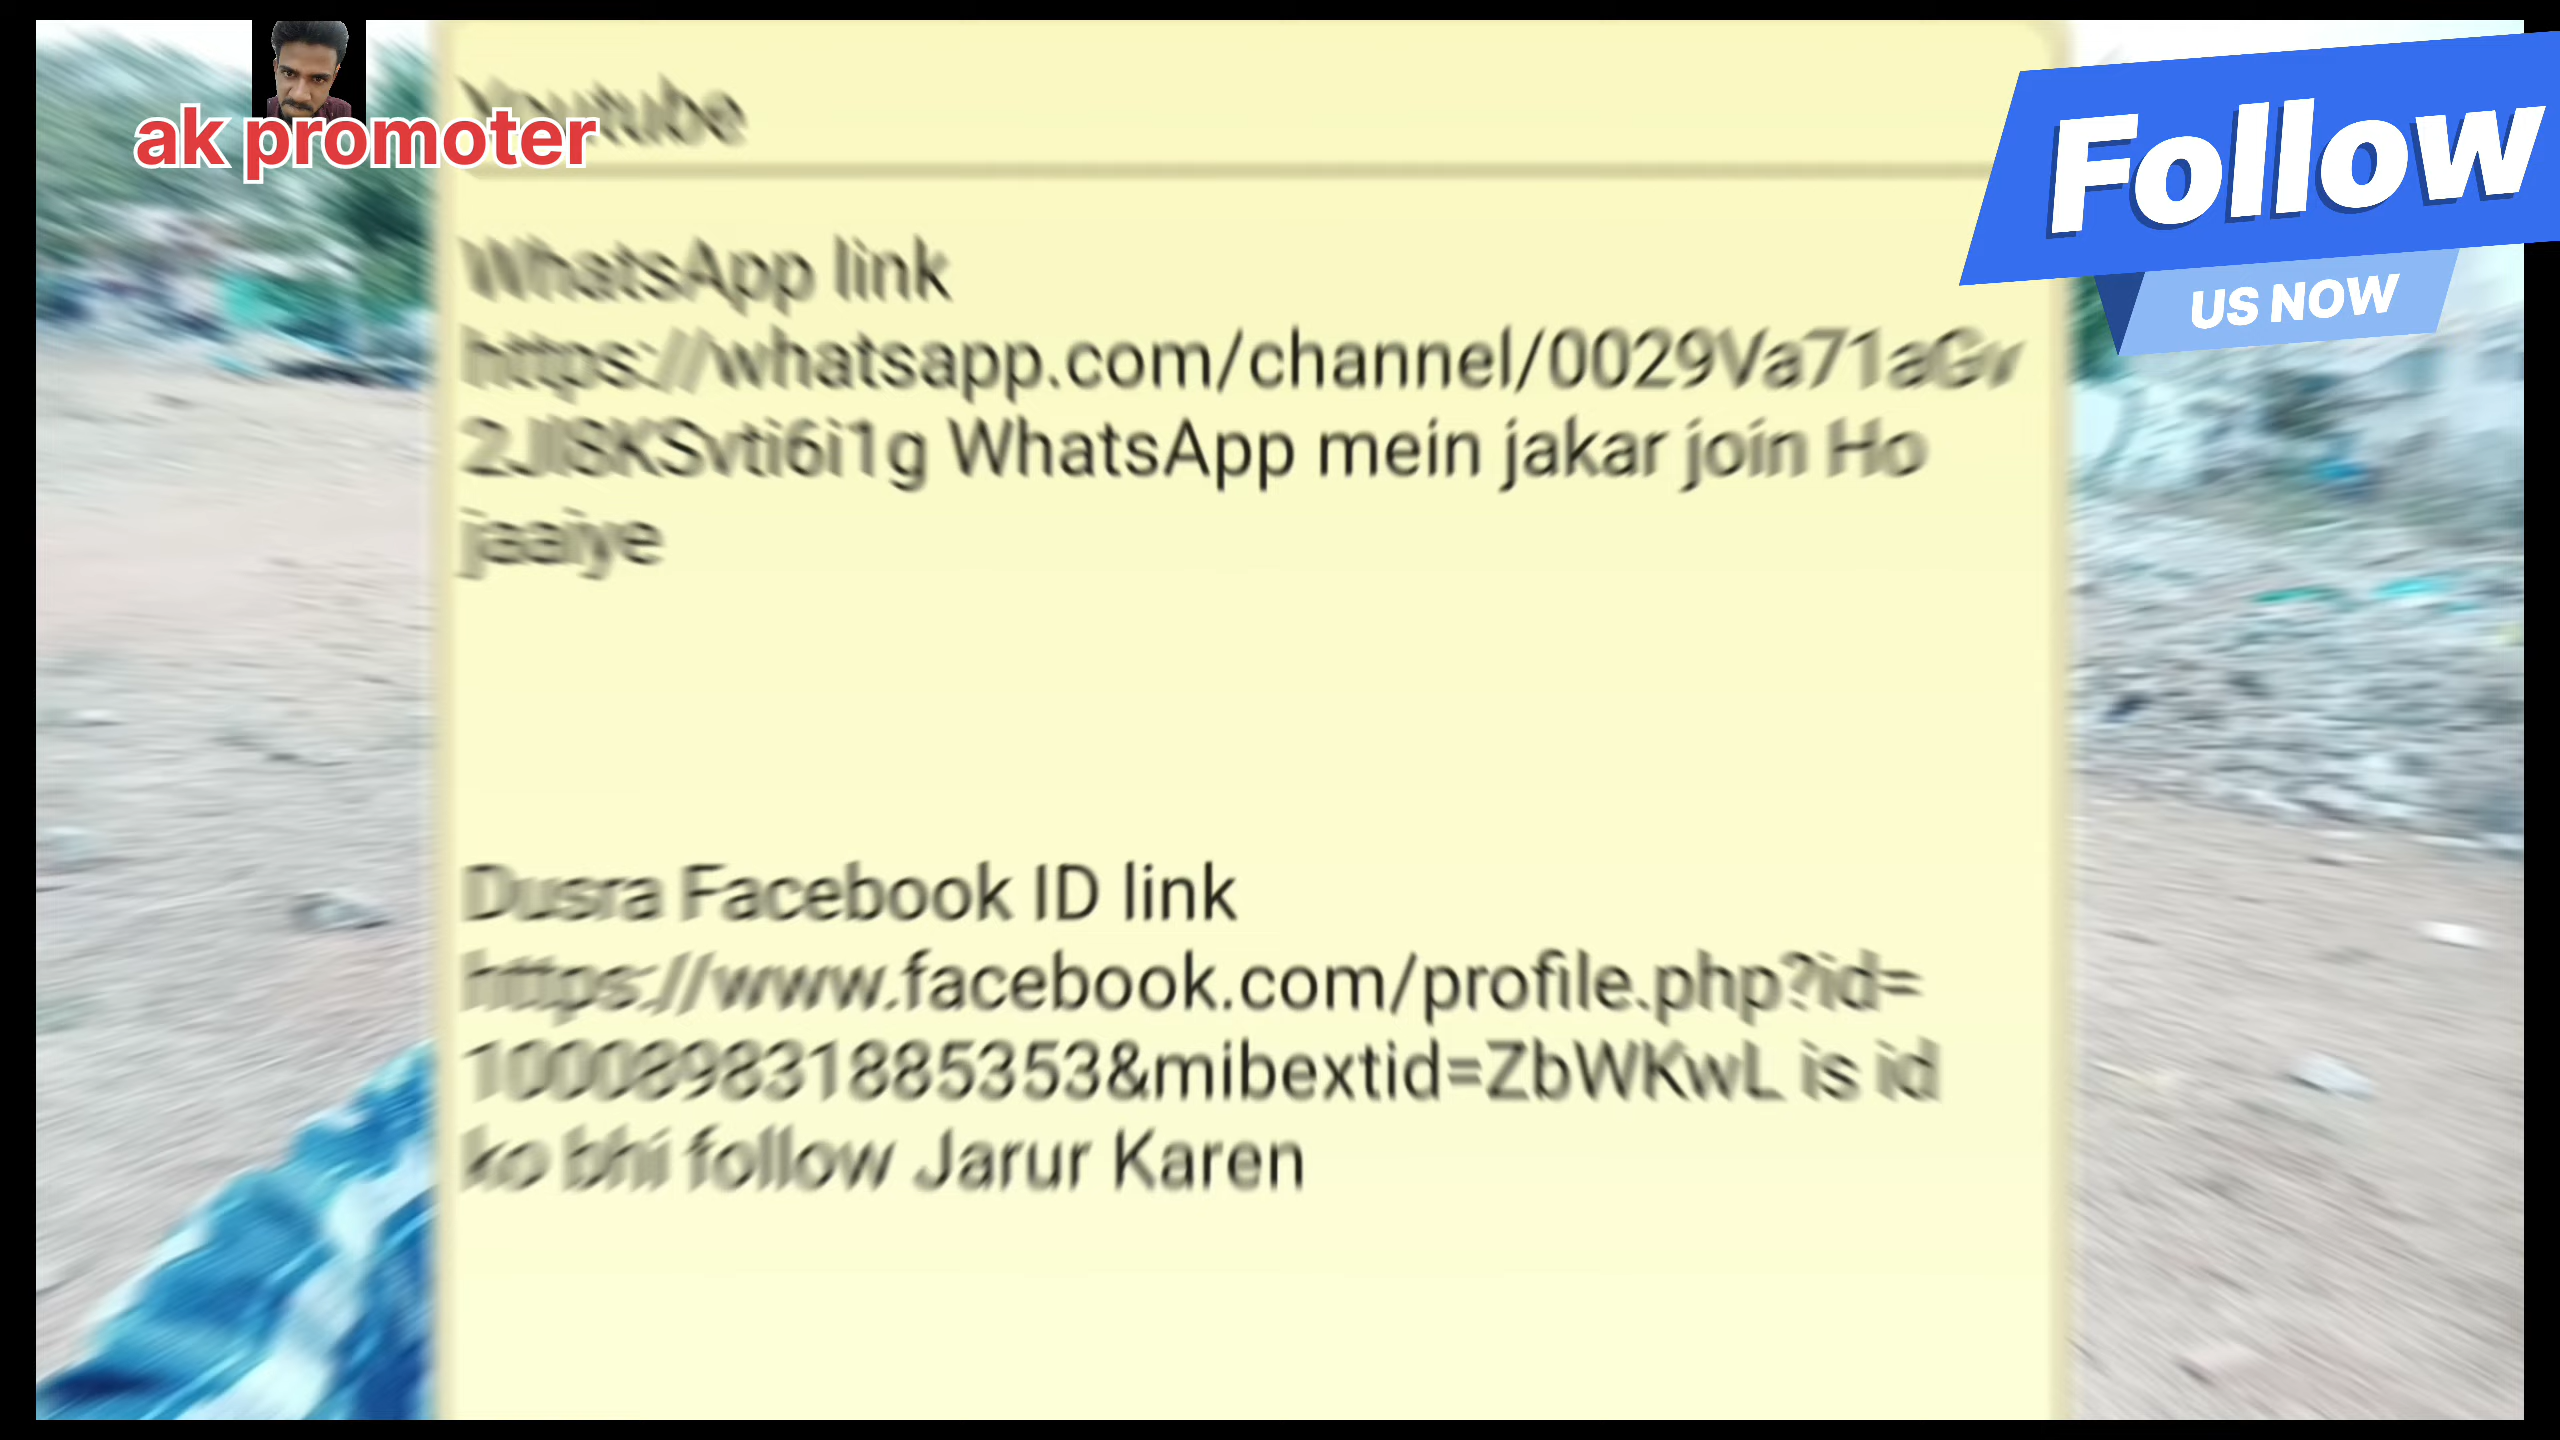 ak promoter
Youtube
Follow
US NOW
WhatsApp link
https://whatsapp.com/channel/0029Va71aGv
2JlSKSvti6i1g WhatsApp mein jakar join Ho
jaaiye
Dusra Facebook ID link
https://www.facebook.com/profile.php?id=
100089831885353&mibextid=ZbWKwL is id
ko bhi follow Jarur Karen